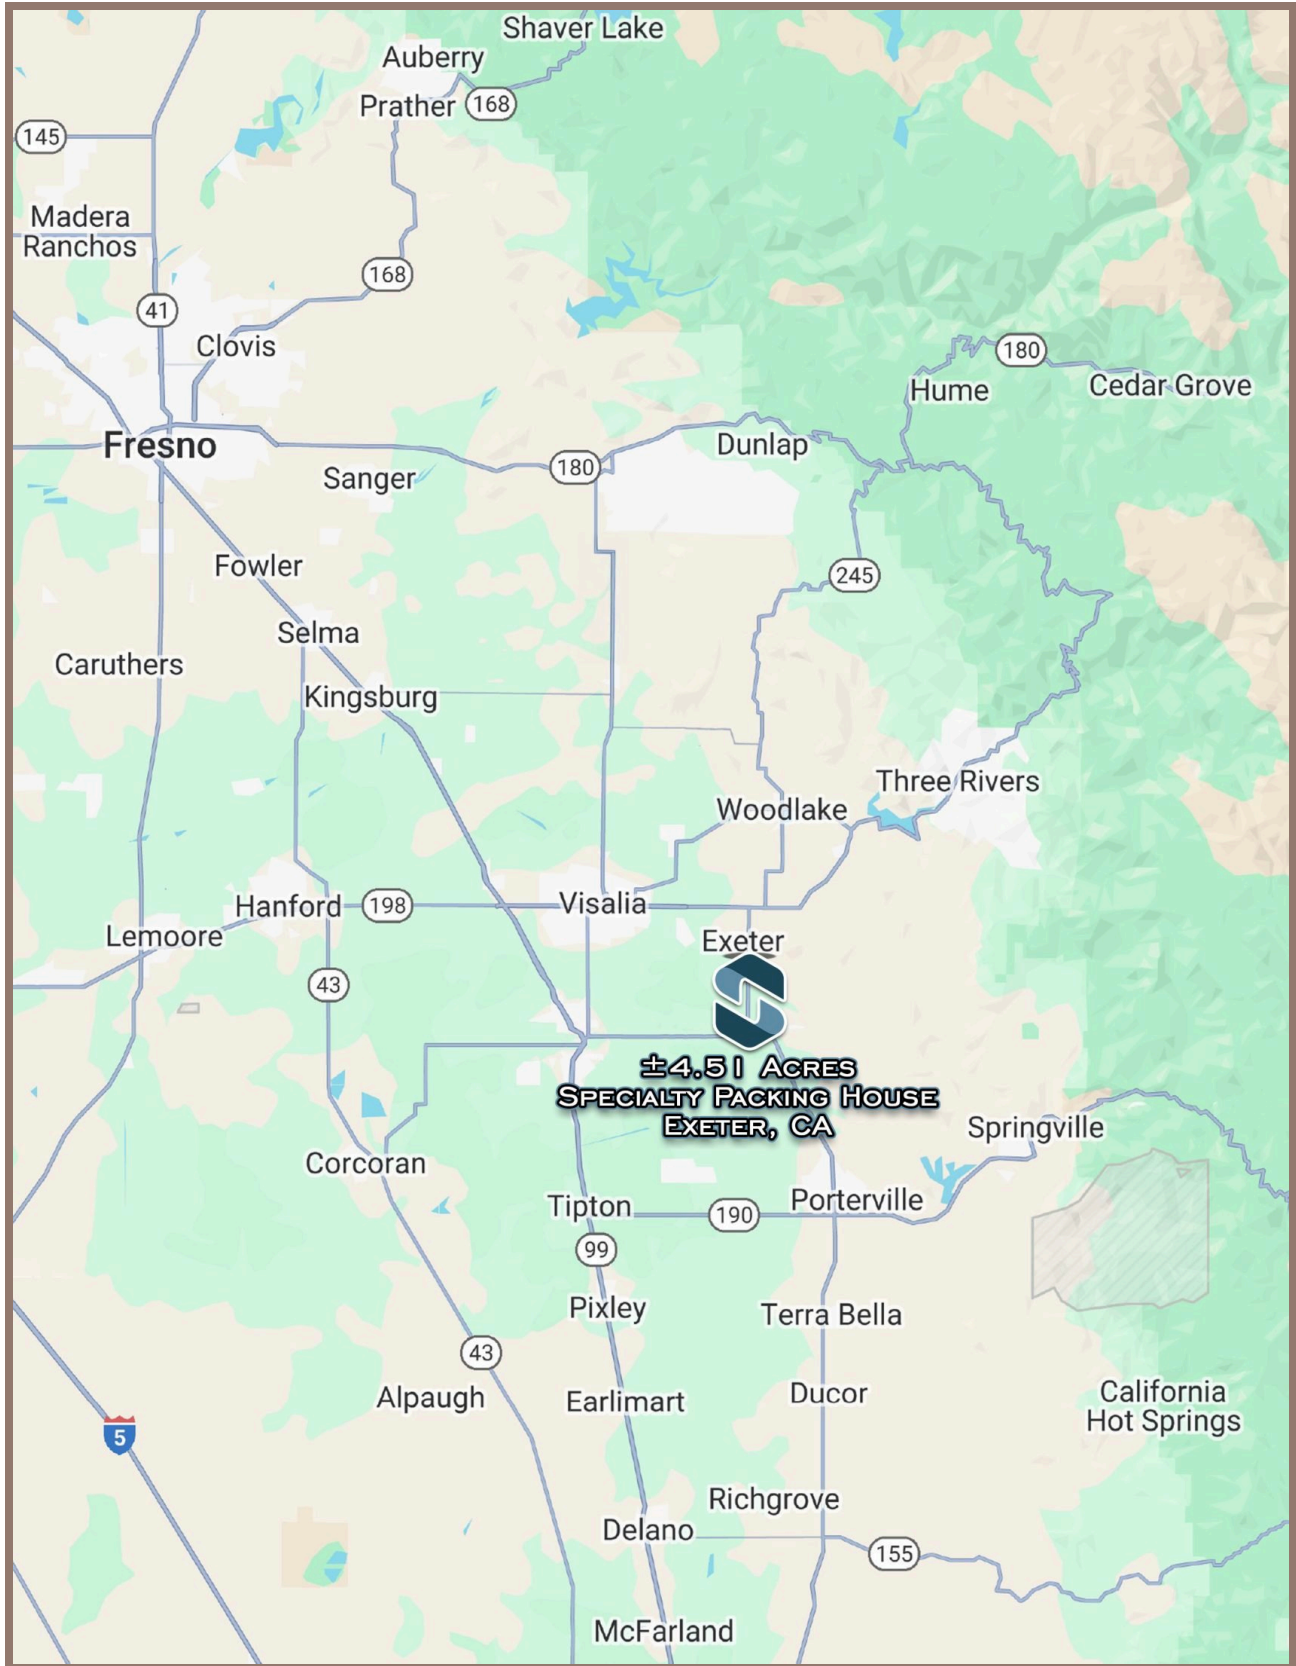 Shaver Lake
Auberry
Prather
168
145
Madera
Ranchos
168
41
Clovis
180
Hume
Cedar Grove
Fresno
Dunlap
180
Sanger
Fowler
245
Selma
Caruthers
Kingsburg
Three Rivers
Woodlake
Hanford
198
Visalia
Lemoore
Exeter
43
±4.51 Acres
Specialty Packing House
Exeter, CA
Springville
Corcoran
Tipton
190
Porterville
99
Pixley
Terra Bella
43
Alpaugh
Earlimart
Ducor
California
Hot Springs
5
Richgrove
Delano
155
McFarland